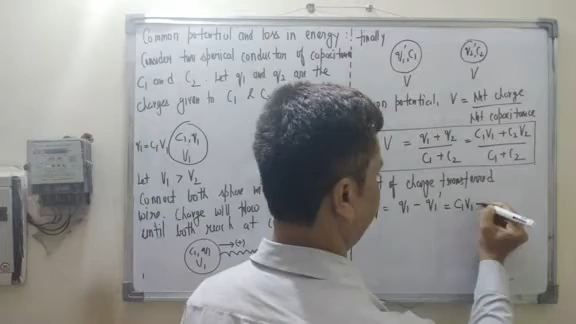 Common potential and loss in energy :-
Consider two sperical conductor of capacitance
C₁ and C₂. Let q₁ and q₂ are the
charges given to C₁ &
q₁ = C₁V₁
C₁, q₁
V₁
Let V₁ > V₂
Connect both sphere
wire. Charge will flow
until both reach at
C₁, q₁
V₁
(+)
finally
q₁', C₁
V
q₂', C₂
V
potential, V = Net charge / Net capacitance
V = q₁ + q₂ / C₁ + C₂ = C₁V₁ + C₂V₂ / C₁ + C₂
of charge transferred
= q₁ - q₁' = C₁V₁ -